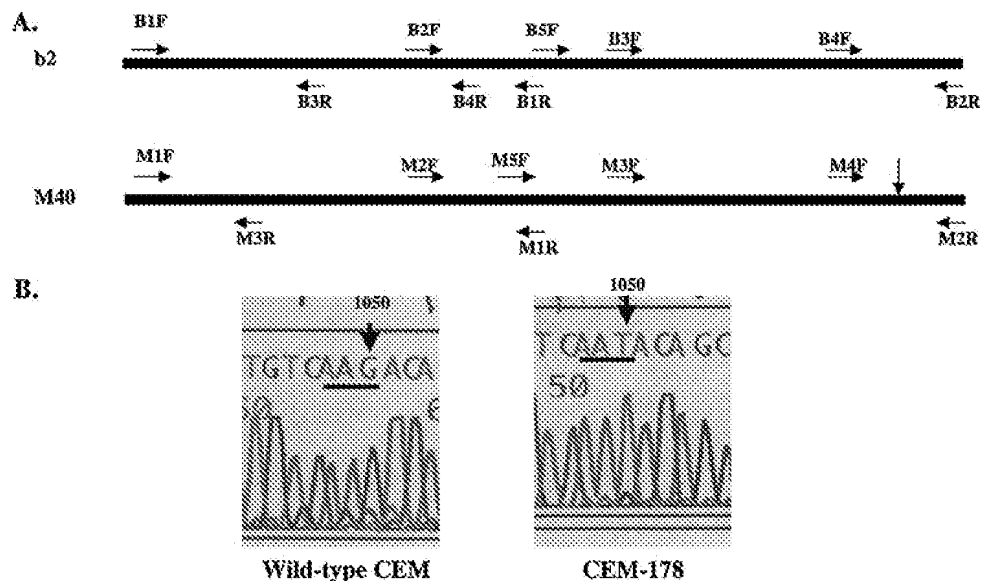 A.
B1F B2F B5F B3F B4F
b2
B3R B4R B1R B2R
M1F M2F M5F M3F M4F
M40
M3R M1R M2R
B.
1050 1050
TGTCAAGACA TCAATACAGC
6 50
Wild-type CEM CEM-178